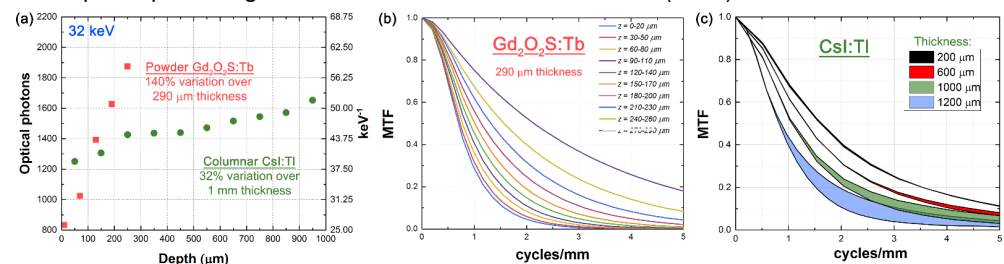 (a)
32 keV
Powder Gd2O2S:Tb
140% variation over
290 μm thickness
Columnar CsI:Tl
32% variation over
1 mm thickness
Optical photons
2200
2000
1800
1600
1400
1200
1000
800
68.75
62.50
56.25
50.00
43.75
37.50
31.25
25.00
keV-1
0 100 200 300 400 500 600 700 800 900 1000
Depth (μm)
(b)
Gd2O2S:Tb
290 μm thickness
z = 0-20 μm
z = 30-50 μm
z = 60-80 μm
z = 90-110 μm
z = 120-140 μm
z = 150-170 μm
z = 180-200 μm
z = 210-230 μm
z = 240-260 μm
MTF
1.0
0.8
0.6
0.4
0.2
0.0
0 1 2 3 4 5
cycles/mm
(c)
CsI:Tl
Thickness:
200 μm
600 μm
1000 μm
1200 μm
MTF
1.0
0.8
0.6
0.4
0.2
0.0
0 1 2 3 4 5
cycles/mm